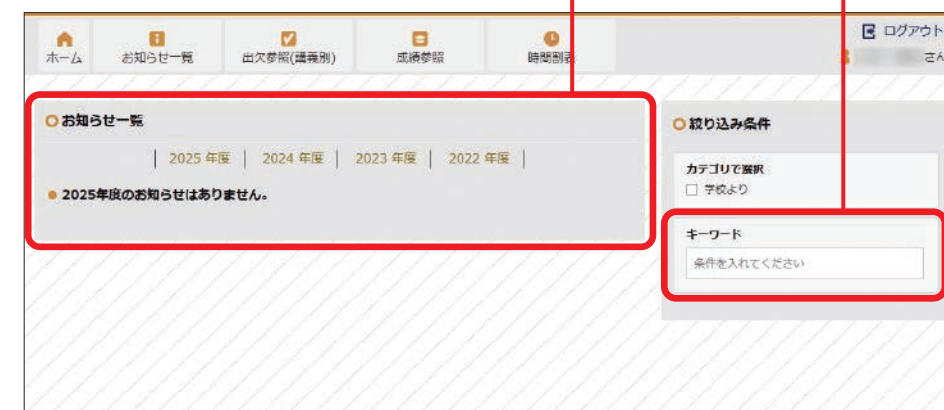 ログアウト
ホーム
お知らせ一覧
出欠参照(講義別)
成績参照
時間割表
さん
お知らせ一覧
2025 年度 | 2024 年度 | 2023 年度 | 2022 年度 |
2025年度のお知らせはありません。
絞り込み条件
カテゴリで選択
学校より
キーワード
条件を入れてください